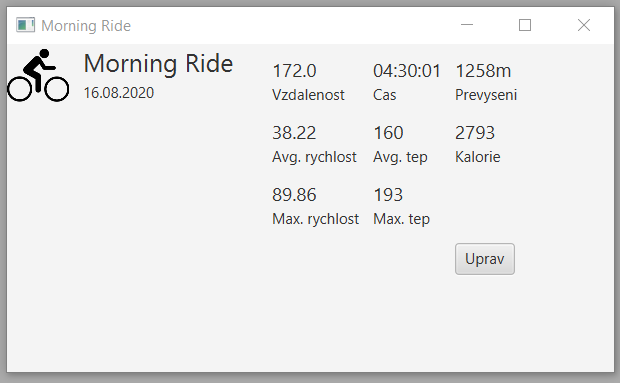 Morning Ride
Morning Ride
16.08.2020
172.0 04:30:01 1258m
Vzdalenost Cas Prevyseni
38.22 160 2793
Avg. rychlost Avg. tep Kalorie
89.86 193
Max. rychlost Max. tep
Uprav